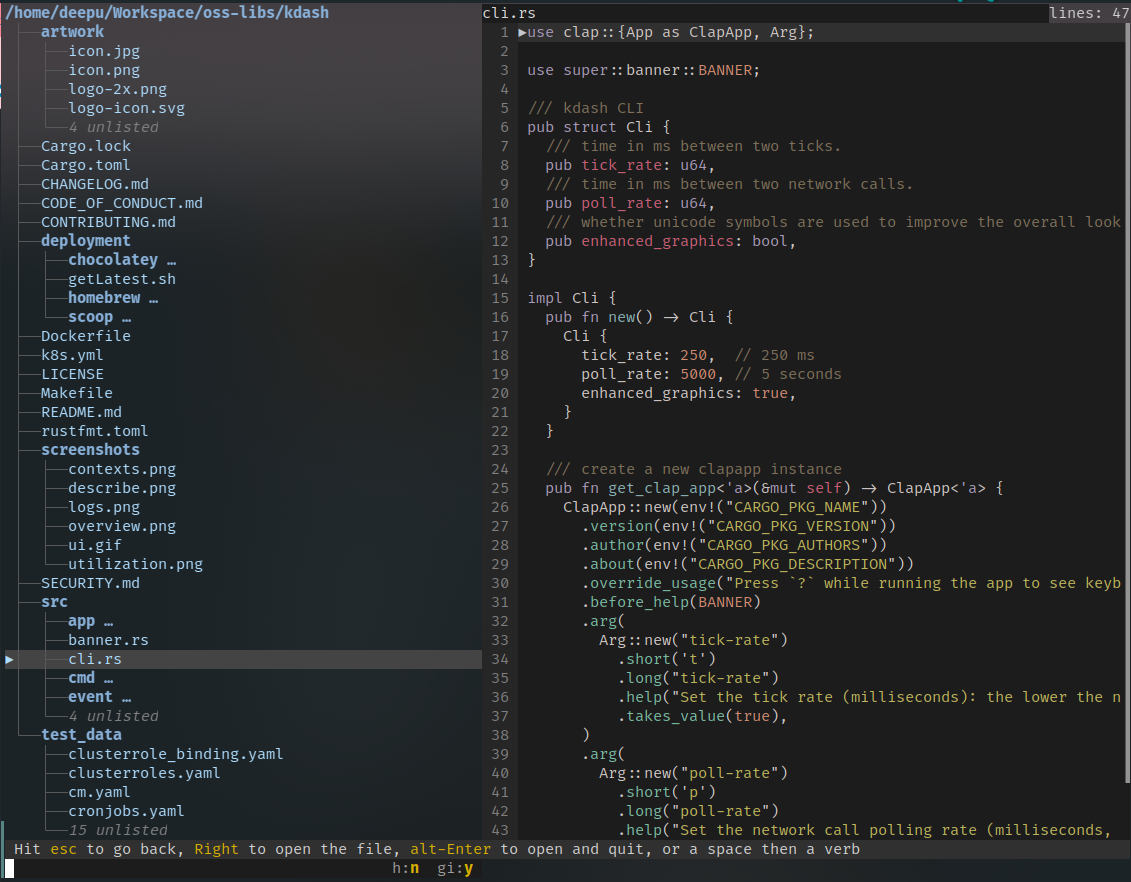 /home/deepu/Workspace/oss-libs/kdash
artwork
icon.jpg
icon.png
logo-2x.png
logo-icon.svg
4 unlisted
Cargo.lock
Cargo.toml
CHANGELOG.md
CODE_OF_CONDUCT.md
CONTRIBUTING.md
deployment
chocolatey …
getLatest.sh
homebrew …
scoop …
Dockerfile
k8s.yml
LICENSE
Makefile
README.md
rustfmt.toml
screenshots
contexts.png
describe.png
logs.png
overview.png
ui.gif
utilization.png
SECURITY.md
src
app …
banner.rs
▶ cli.rs
cmd …
event …
4 unlisted
test_data
clusterrole_binding.yaml
clusterroles.yaml
cm.yaml
cronjobs.yaml
15 unlisted
cli.rs lines: 47
1 ▶use clap::{App as ClapApp, Arg};
2
3 use super::banner::BANNER;
4
5 /// kdash CLI
6 pub struct Cli {
7 /// time in ms between two ticks.
8 pub tick_rate: u64,
9 /// time in ms between two network calls.
10 pub poll_rate: u64,
11 /// whether unicode symbols are used to improve the overall look
12 pub enhanced_graphics: bool,
13 }
14
15 impl Cli {
16 pub fn new() -> Cli {
17 Cli {
18 tick_rate: 250, // 250 ms
19 poll_rate: 5000, // 5 seconds
20 enhanced_graphics: true,
21 }
22 }
23
24 /// create a new clapapp instance
25 pub fn get_clap_app<'a>(&mut self) -> ClapApp<'a> {
26 ClapApp::new(env!("CARGO_PKG_NAME"))
27 .version(env!("CARGO_PKG_VERSION"))
28 .author(env!("CARGO_PKG_AUTHORS"))
29 .about(env!("CARGO_PKG_DESCRIPTION"))
30 .override_usage("Press `?` while running the app to see keyb
31 .before_help(BANNER)
32 .arg(
33 Arg::new("tick-rate")
34 .short('t')
35 .long("tick-rate")
36 .help("Set the tick rate (milliseconds): the lower the n
37 .takes_value(true),
38 )
39 .arg(
40 Arg::new("poll-rate")
41 .short('p')
42 .long("poll-rate")
43 .help("Set the network call polling rate (milliseconds,
Hit esc to go back, Right to open the file, alt-Enter to open and quit, or a space then a verb
h:n gi:y